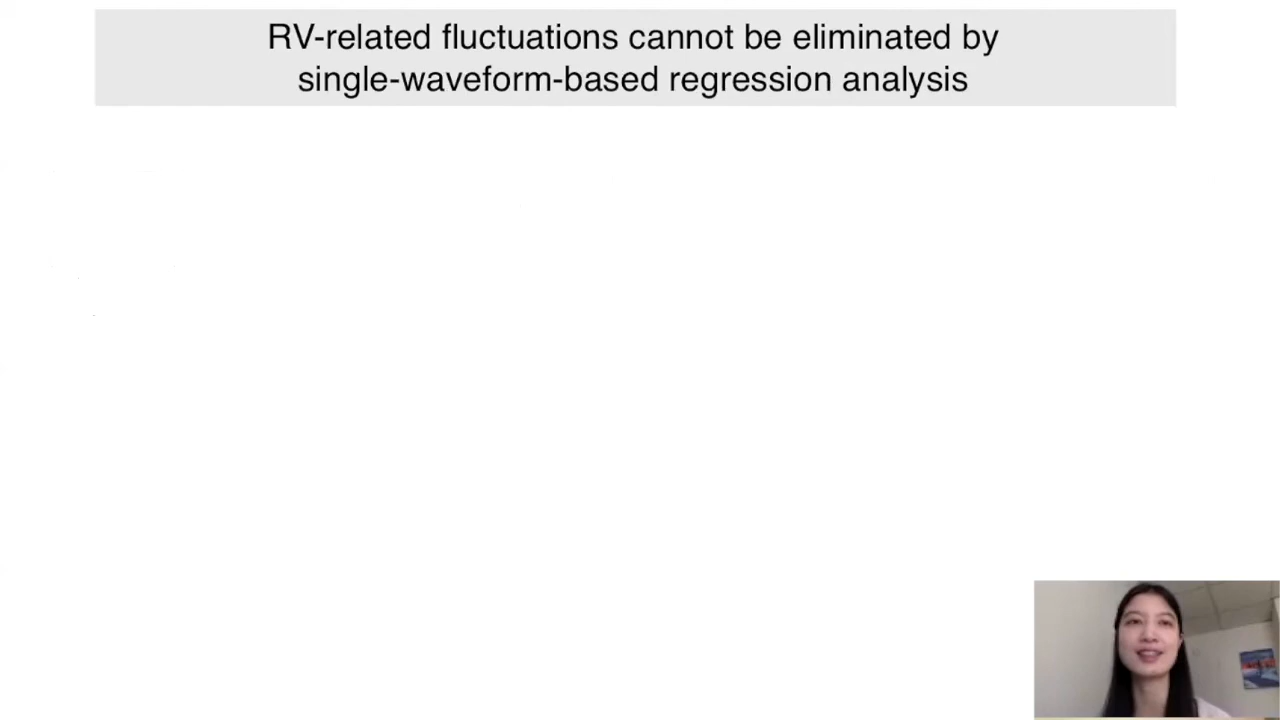 RV-related fluctuations cannot be eliminated by
single-waveform-based regression analysis